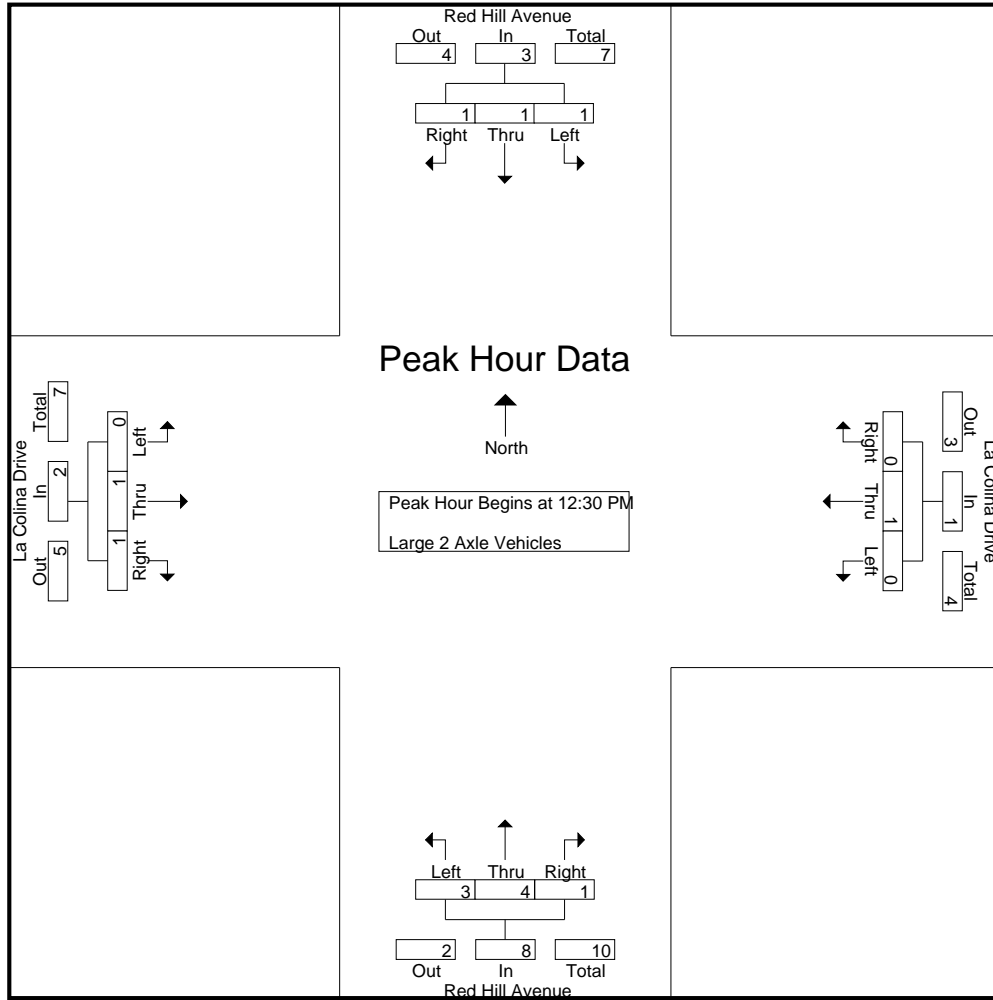 Red Hill Avenue
Out In Total
4 3 7
1 1 1
Right Thru Left
Peak Hour Data
North
Peak Hour Begins at 12:30 PM
Large 2 Axle Vehicles
La Colina Drive
Out In Total
5 2 7
1 1 0
Right Thru Left
La Colina Drive
Out In Total
3 1 4
0 1 0
Right Thru Left
Left Thru Right
3 4 1
2 8 10
Out In Total
Red Hill Avenue